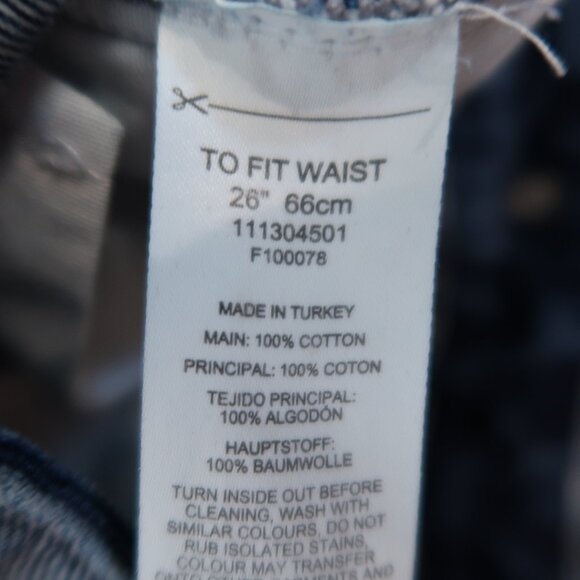 TO FIT WAIST
26" 66cm
111304501
F100078
MADE IN TURKEY
MAIN: 100% COTTON
PRINCIPAL: 100% COTON
TEJIDO PRINCIPAL:
100% ALGODÓN
HAUPTSTOFF:
100% BAUMWOLLE
TURN INSIDE OUT BEFORE
CLEANING, WASH WITH
SIMILAR COLOURS, DO NOT
RUB ISOLATED STAINS,
COLOUR MAY TRANSFER